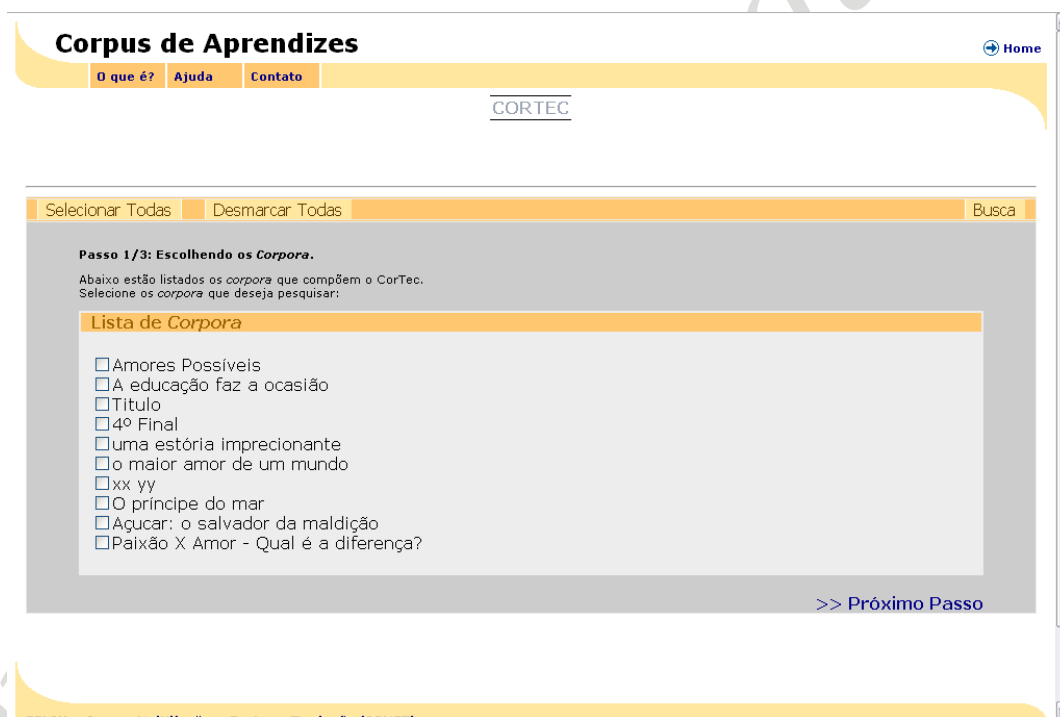 Corpus de Aprendizes
Home
O que é? Ajuda Contato
CORTEC
Selecionar Todas Desmarcar Todas Busca
Passo 1/3: Escolhendo os Corpora.
Abaixo estão listados os corpora que compõem o CorTec.
Selecione os corpora que deseja pesquisar:
Lista de Corpora
Amores Possíveis
A educação faz a ocasião
Titulo
4º Final
uma estória imprecionante
o maior amor de um mundo
xx yy
O príncipe do mar
Açucar: o salvador da maldição
Paixão X Amor - Qual é a diferença?
>> Próximo Passo